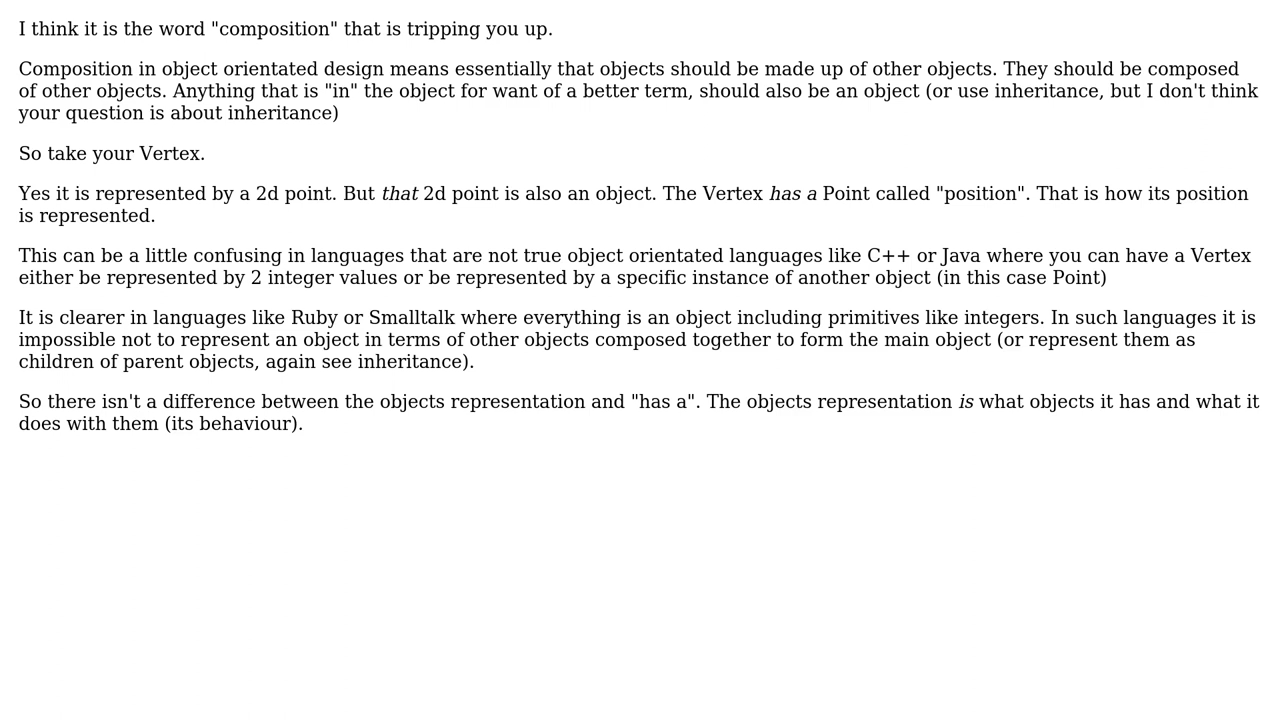 I think it is the word "composition" that is tripping you up.
Composition in object orientated design means essentially that objects should be made up of other objects. They should be composed
of other objects. Anything that is "in" the object for want of a better term, should also be an object (or use inheritance, but I don't think
your question is about inheritance)
So take your Vertex.
Yes it is represented by a 2d point. But that 2d point is also an object. The Vertex has a Point called "position". That is how its position
is represented.
This can be a little confusing in languages that are not true object orientated languages like C++ or Java where you can have a Vertex
either be represented by 2 integer values or be represented by a specific instance of another object (in this case Point)
It is clearer in languages like Ruby or Smalltalk where everything is an object including primitives like integers. In such languages it is
impossible not to represent an object in terms of other objects composed together to form the main object (or represent them as
children of parent objects, again see inheritance).
So there isn't a difference between the objects representation and "has a". The objects representation is what objects it has and what it
does with them (its behaviour).